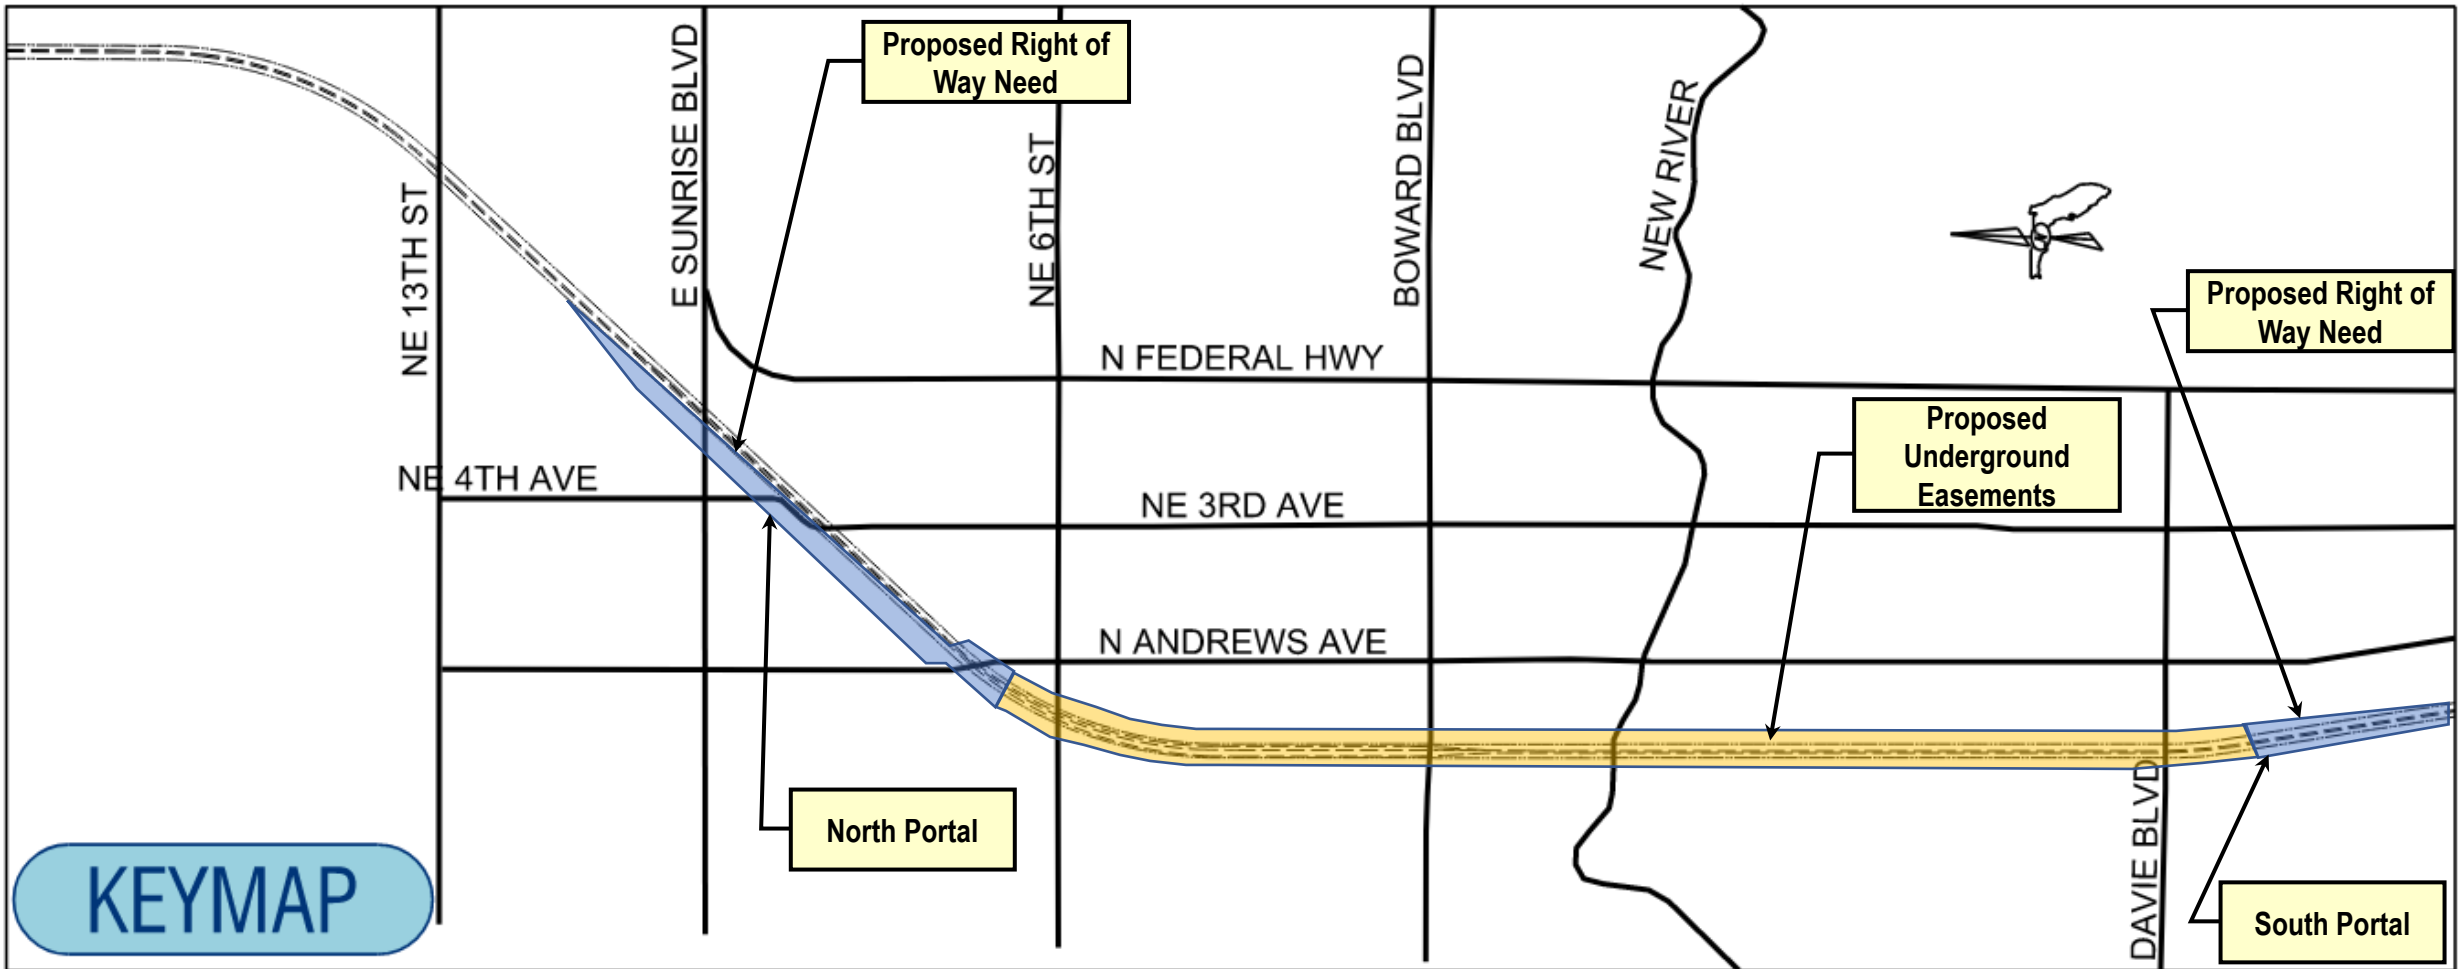 Proposed Right of
Way Need
E SUNRISE BLVD
NE 6TH ST
BOWARD BLVD
NEW RIVER
NE 13TH ST
Proposed Right of
Way Need
N FEDERAL HWY
Proposed
Underground
Easements
NE 4TH AVE
NE 3RD AVE
N ANDREWS AVE
North Portal
DAVIE BLVD
KEYMAP
South Portal